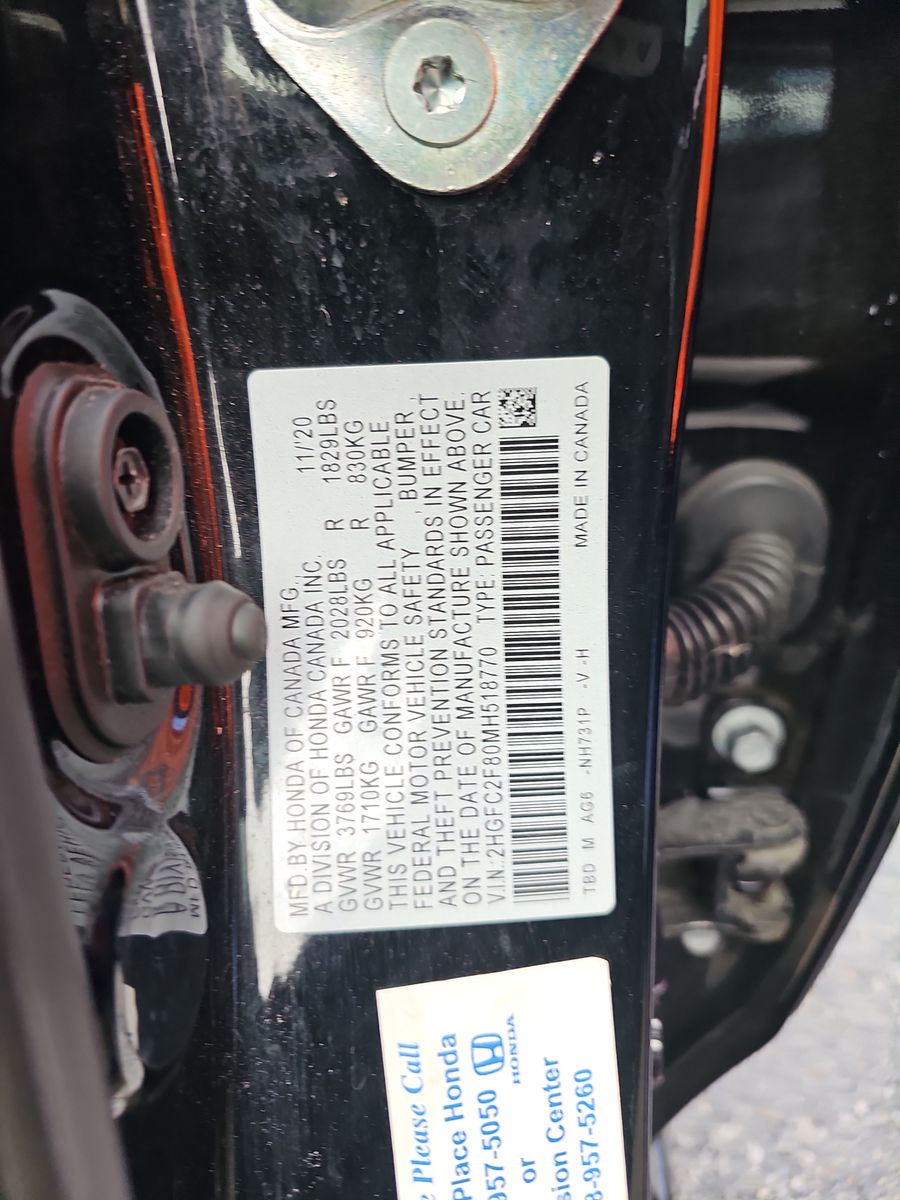 MFD.BY:HONDA OF CANADA MFG., 11/'20
A DIVISION OF HONDA CANADA INC.
GVWR 3769LBS GAWR F 2028LBS R 1829LBS
GVWR 1710KG GAWR F 920KG R 830KG
THIS VEHICLE CONFORMS TO ALL APPLICABLE
FEDERAL MOTOR VEHICLE SAFETY, BUMPER,
AND THEFT PREVENTION STANDARDS, IN EFFECT
ON THE DATE OF MANUFACTURE SHOWN ABOVE.
V.I.N.:2HGFC2F80MH518770 TYPE: PASSENGER CAR
TBD M AG6 -NH731P -V -H MADE IN CANADA
Please Call
Place Honda
957-5050 HONDA
or
Center
8-957-5260